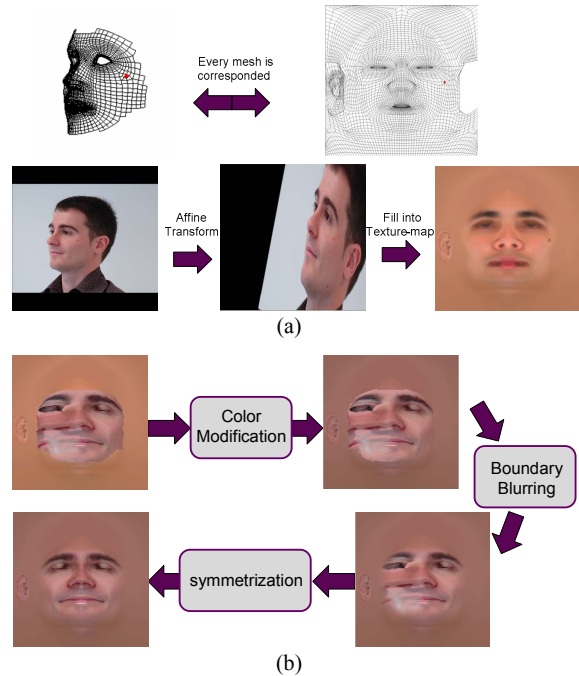 Every mesh is
corresponded
Affine
Transform
Fill into
Texture-map
(a)
Color
Modification
Boundary
Blurring
symmetrization
(b)